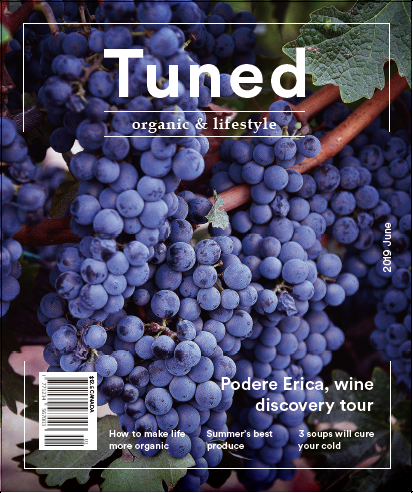 Tuned
organic & lifestyle
2019 June
Podere Erica, wine
discovery tour
How to make life
more organic
Summer's best
produce
3 soups will cure
your cold